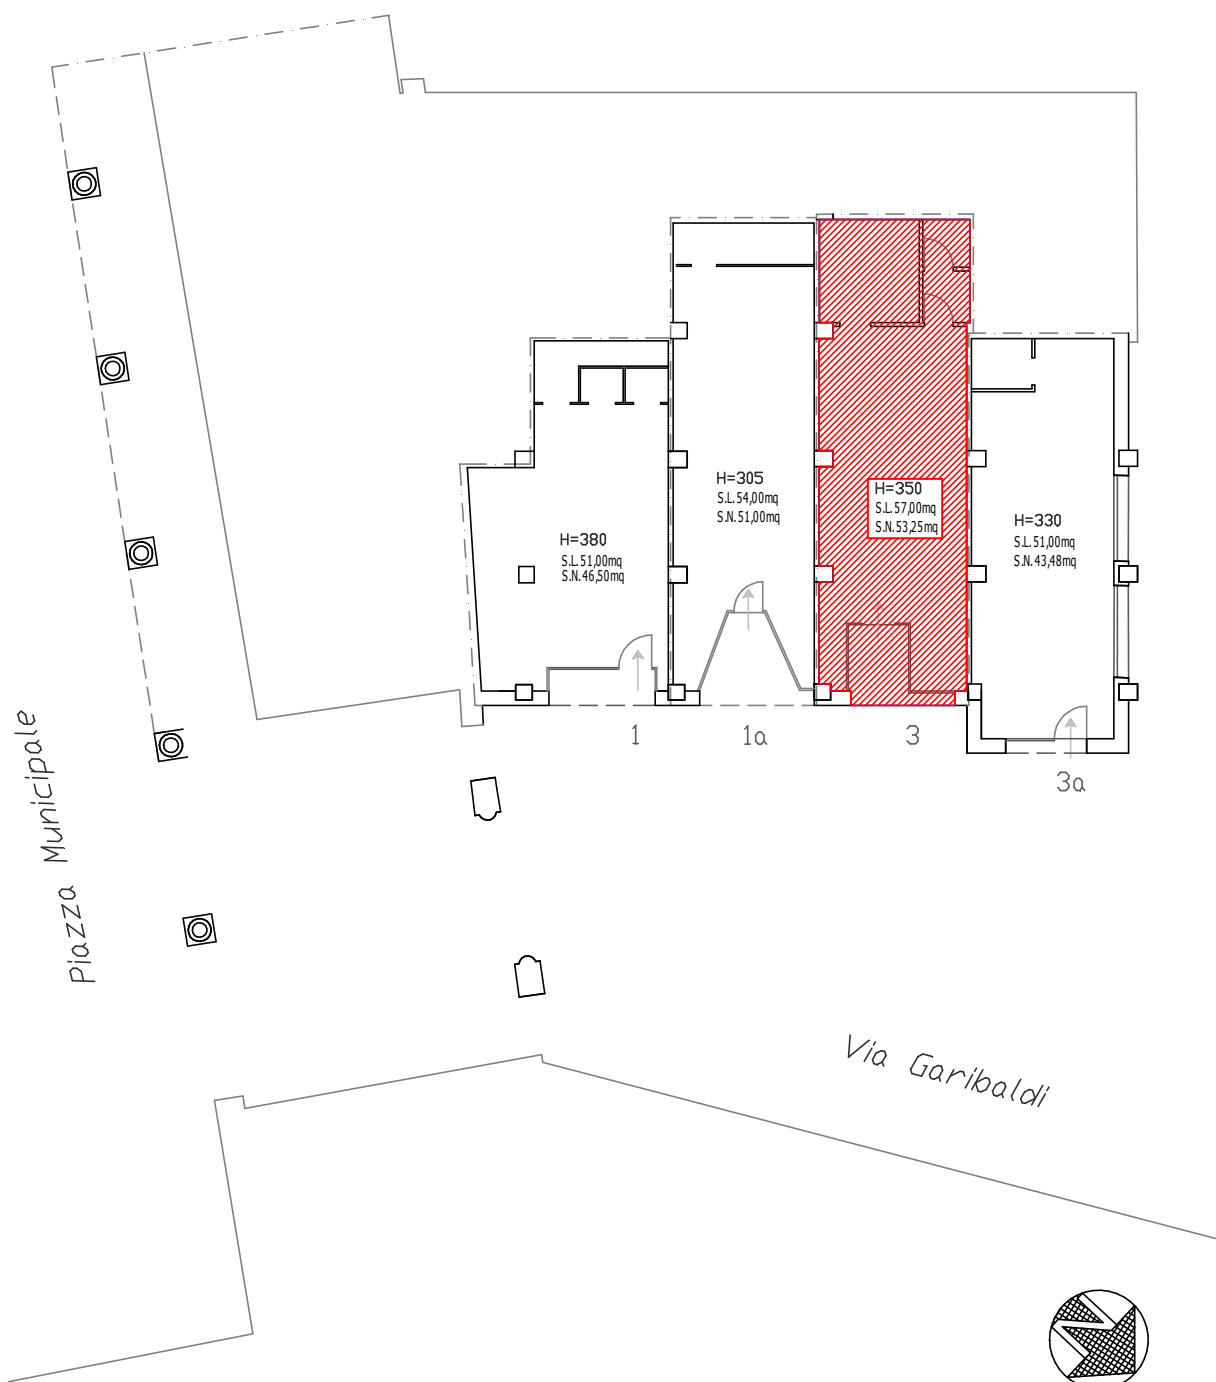 H=305
S.L.54,00mq
S.N.51,00mq
H=350
S.L.57,00mq
S.N.53,25mq
H=380
S.L.51,00mq
S.N.46,50mq
H=330
S.L.51,00mq
S.N.43,48mq
1
1a
3
3a
Piazza Municipale
Via Garibaldi
N